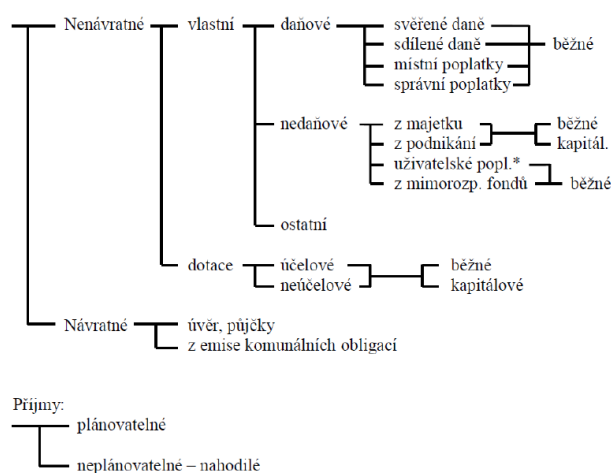 Nenávratné vlastní daňové svěřené daně
sdílené daně běžné
místní poplatky
správní poplatky
nedaňové z majetku běžné
z podnikání kapitál.
uživatelské popl.*
z mimorozp. fondů běžné
ostatní
dotace účelové běžné
neúčelové kapitálové
Návratné úvěr, půjčky
z emise komunálních obligací
Příjmy:
plánovatelné
neplánovatelné – nahodilé